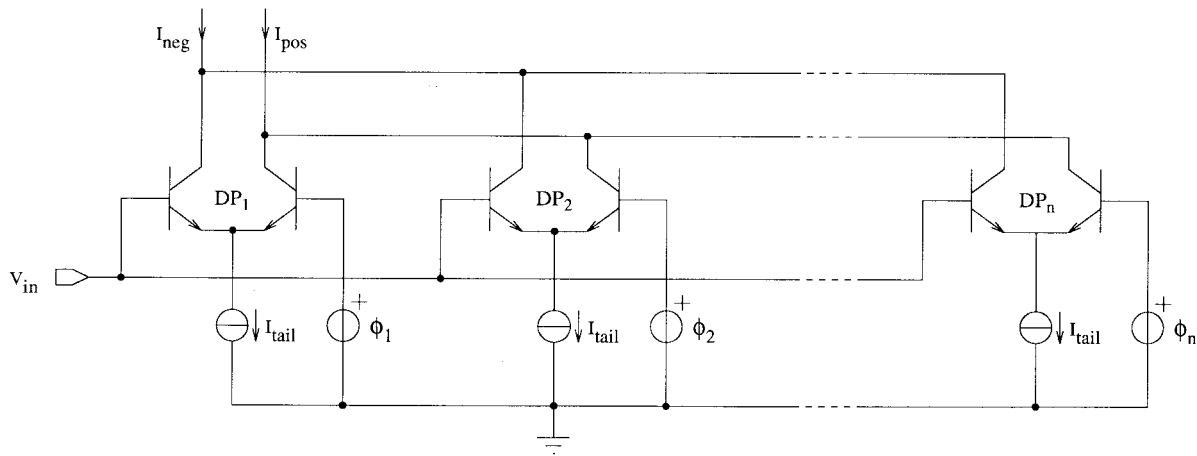 I_neg I_pos
DP_1 DP_2 DP_n
V_in
I_tail ϕ_1 I_tail ϕ_2 I_tail ϕ_n
+ + +